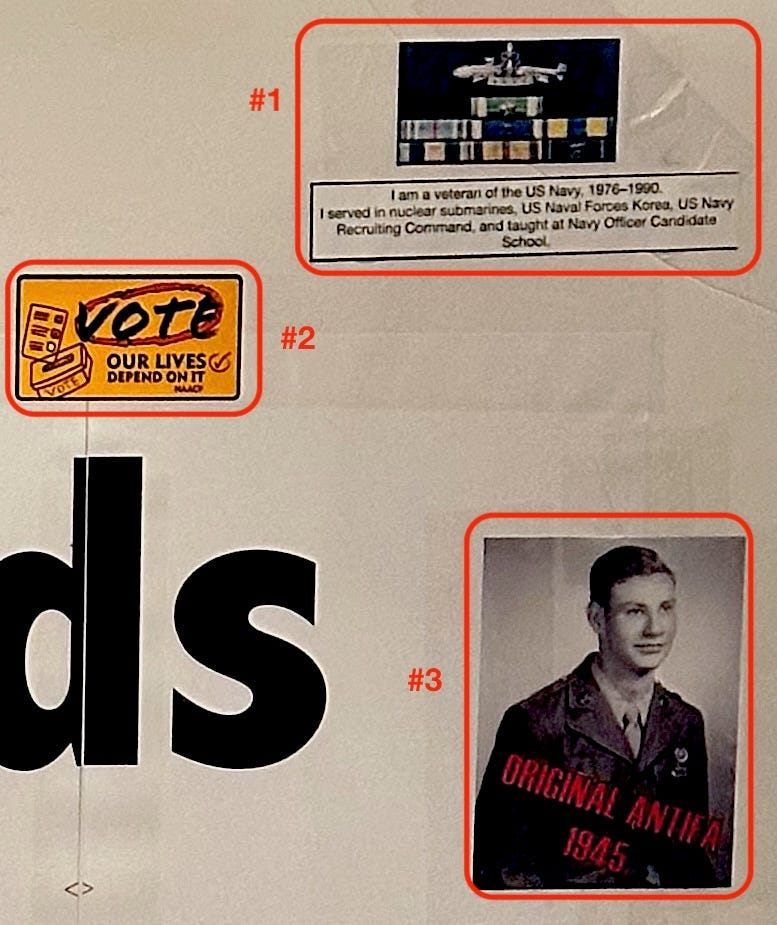 #1
I am a veteran of the US Navy, 1976–1990.
I served in nuclear submarines, US Naval Forces Korea, US Navy
Recruiting Command, and taught at Navy Officer Candidate
School.
VOTE
OUR LIVES
DEPEND ON IT
NAACP
VOTE
#2
ds
#3
ORIGINAL ANTIFA
1945
<>